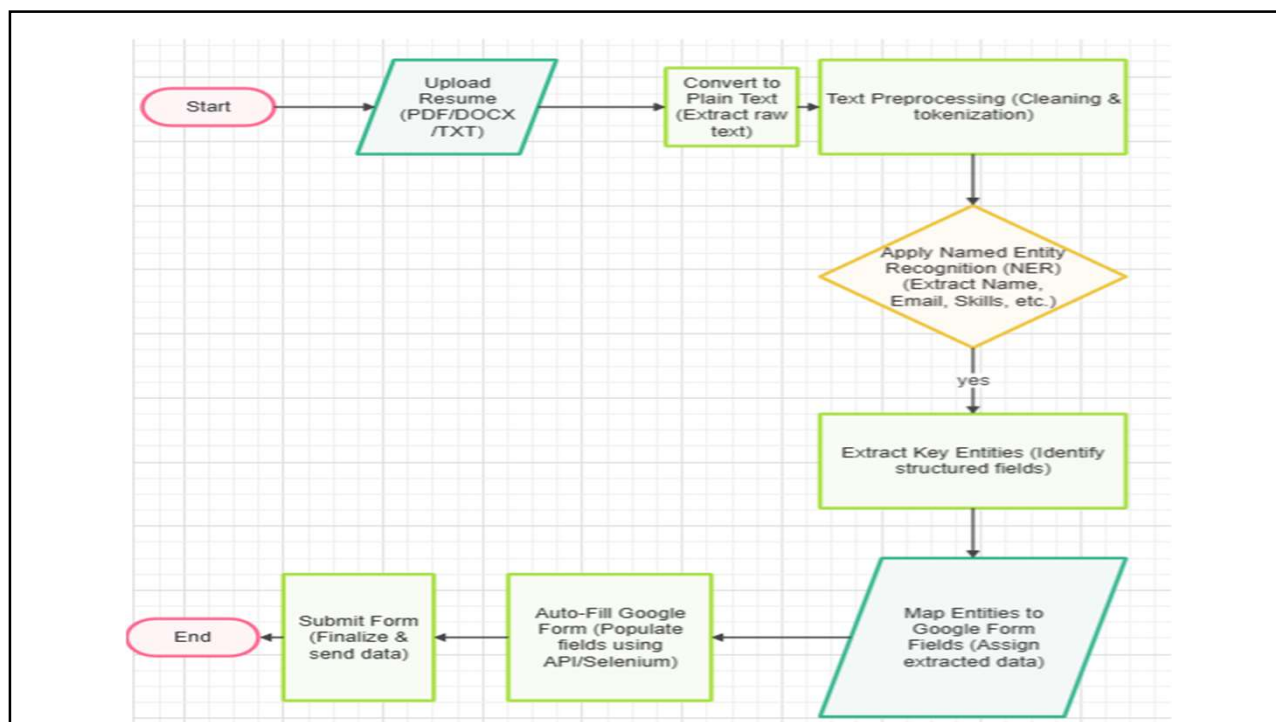 Start
Upload
Resume
(PDF/DOCX
/TXT)
Convert to
Plain Text
(Extract raw
text)
Text Preprocessing (Cleaning &
tokenization)
Apply Named Entity
Recognition (NER)
(Extract Name,
Email, Skills, etc.)
yes
Extract Key Entities (Identify
structured fields)
Map Entities to
Google Form
Fields (Assign
extracted data)
Auto-Fill Google
Form (Populate
fields using
API/Selenium)
Submit Form
(Finalize &
send data)
End